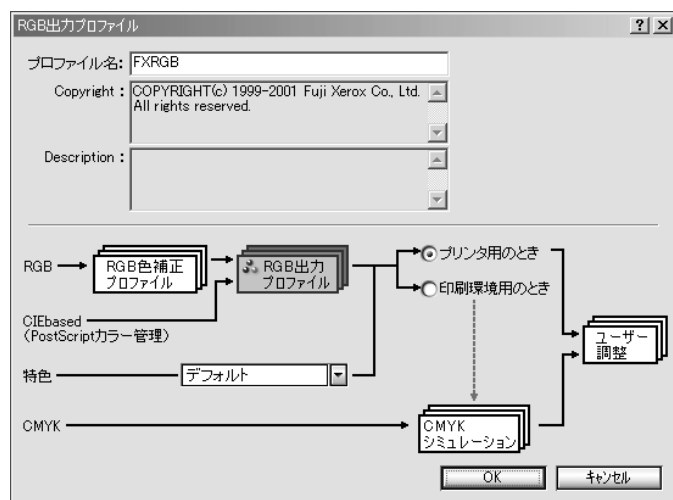 RGB出力プロファイル
プロファイル名:
FXRGB
Copyright :
COPYRIGHT(c) 1999-2001 Fuji Xerox Co., Ltd.
All rights reserved.
Description :
RGB
RGB色補正
プロファイル
RGB出力
プロファイル
プリンタ用のとき
印刷環境用のとき
CIEbased
(PostScriptカラー管理)
ユーザー
調整
特色
デフォルト
CMYK
CMYK
シミュレーション
OK
キャンセル